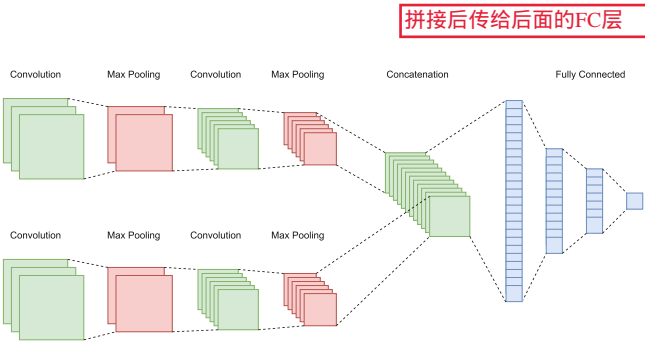 拼接后传给后面的FC层
Convolution
Max Pooling
Convolution
Max Pooling
Concatenation
Fully Connected
Convolution
Max Pooling
Convolution
Max Pooling